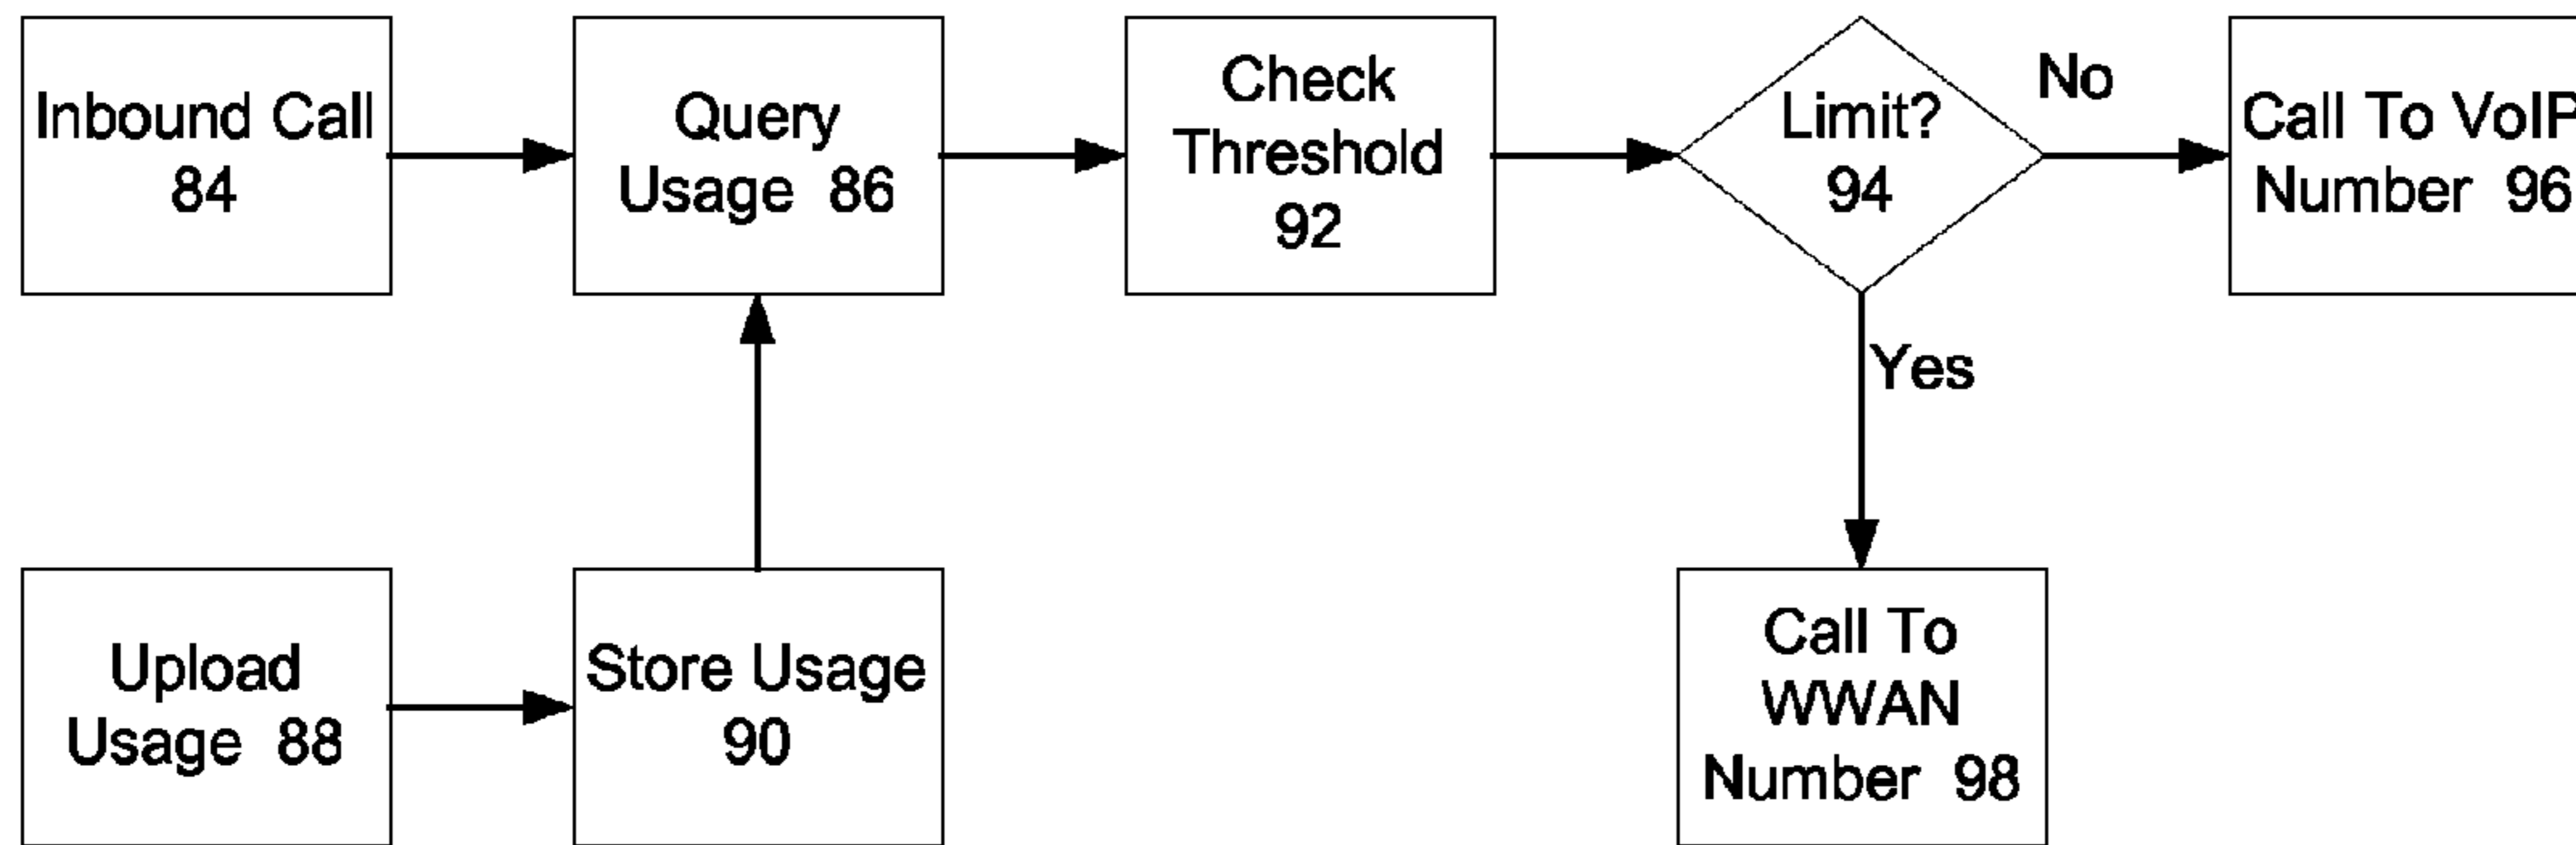 Inbound Call
84
Query
Usage 86
Check
Threshold
92
Limit?
94
No
Call To VoIP
Number 96
Yes
Upload
Usage 88
Store Usage
90
Call To
WWAN
Number 98